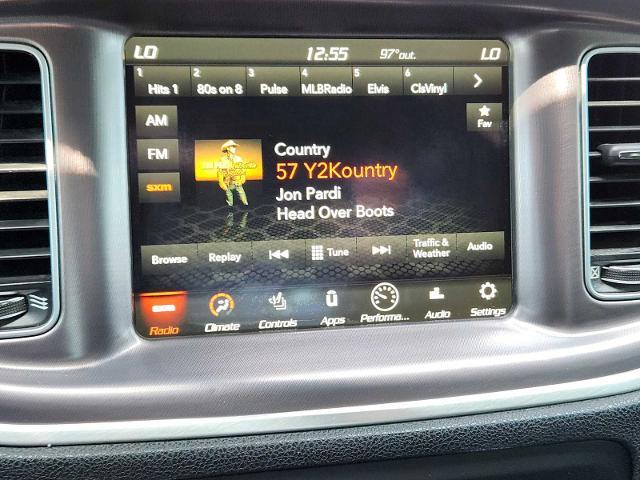 LO 12:55 97°out. LO
1 Hits 1 2 80s on 8 3 Pulse 4 MLBRadio 5 Elvis 6 ClsVinyl
AM
Fav
FM
sxm
Country
57 Y2Kountry
Jon Pardi
Head Over Boots
Browse Replay Tune Traffic & Weather Audio
sxm
Radio Climate Controls Apps Performa... Audio Settings